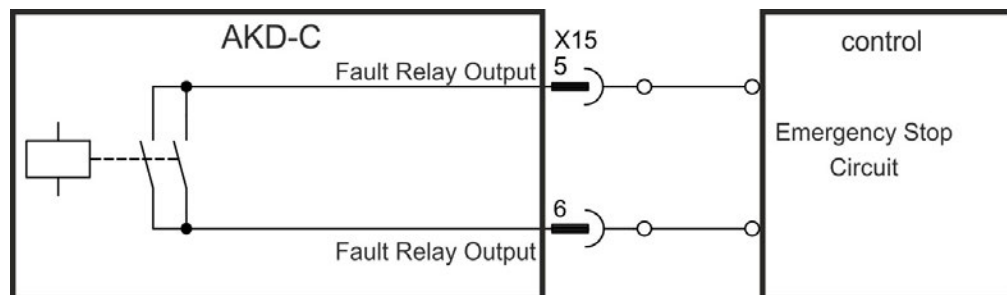 AKD-C
X15
control
Fault Relay Output
5
Emergency Stop
Circuit
6
Fault Relay Output